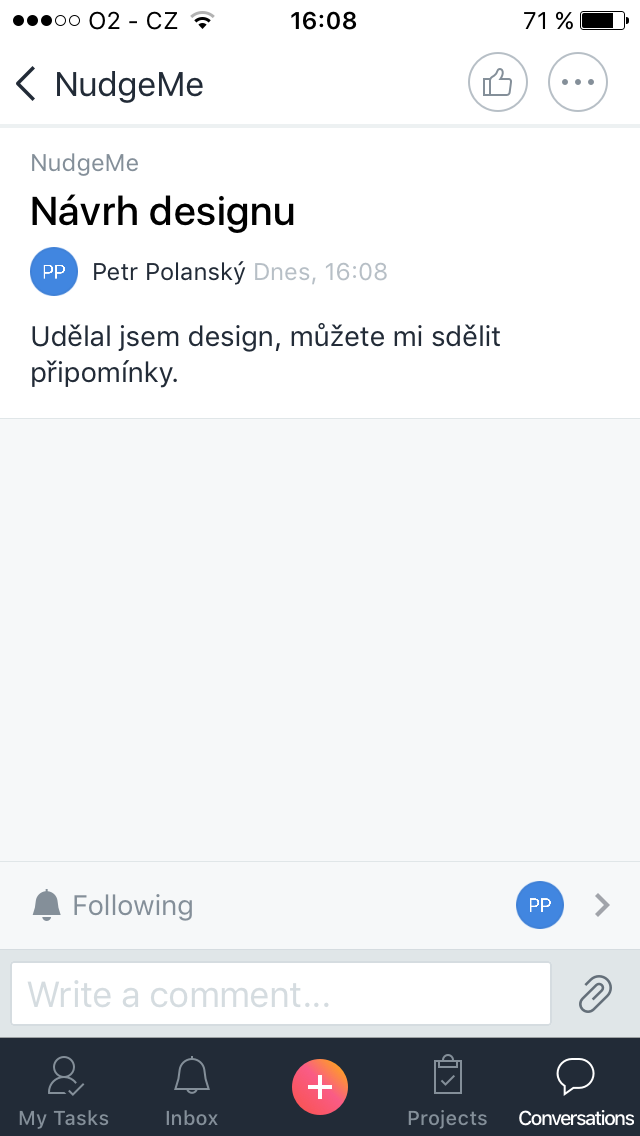 O2 - CZ 16:08 71 %
NudgeMe
NudgeMe
Návrh designu
PP Petr Polanský Dnes, 16:08
Udělal jsem design, můžete mi sdělit
připomínky.
Following PP
Write a comment...
My Tasks Inbox Projects Conversations